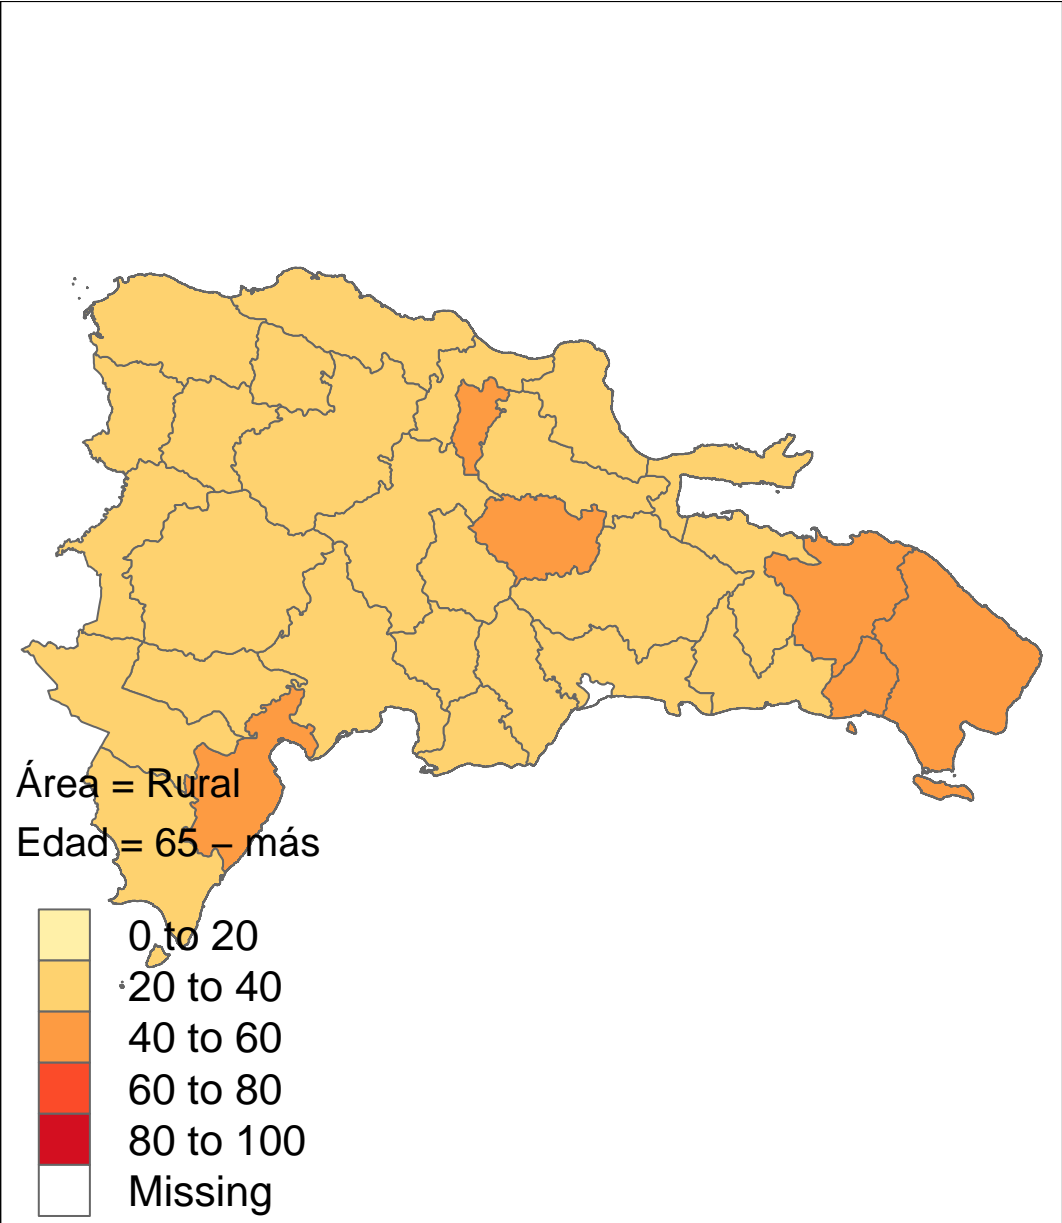 Área = Rural
Edad = 65 – más
0 to 20
20 to 40
40 to 60
60 to 80
80 to 100
Missing